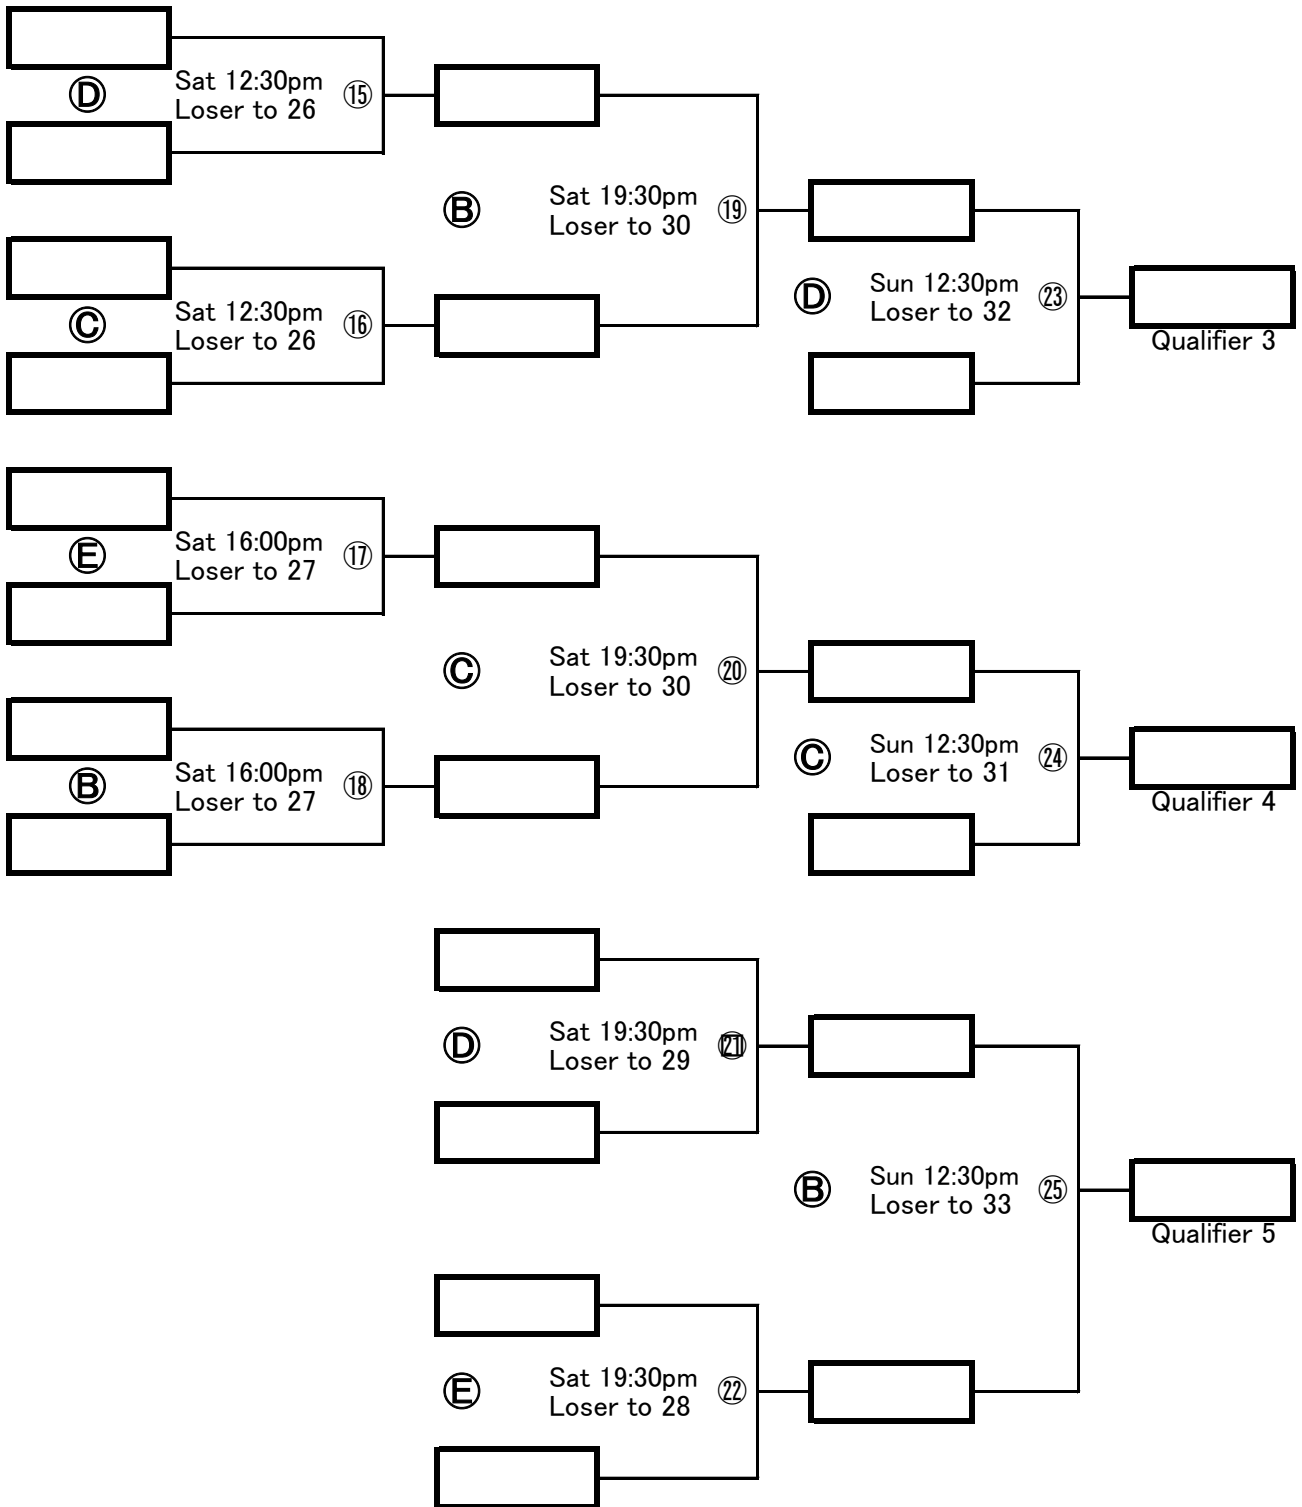 Ⓓ
Sat 12:30pm
Loser to 26
⑮
Ⓑ
Sat 19:30pm
Loser to 30
⑲
Ⓒ
Sat 12:30pm
Loser to 26
⑯
Ⓓ
Sun 12:30pm
Loser to 32
㉓
Qualifier 3
Ⓔ
Sat 16:00pm
Loser to 27
⑰
Ⓒ
Sat 19:30pm
Loser to 30
⑳
Ⓑ
Sat 16:00pm
Loser to 27
⑱
Ⓒ
Sun 12:30pm
Loser to 31
㉔
Qualifier 4
Ⓓ
Sat 19:30pm
Loser to 29
㉑
Ⓑ
Sun 12:30pm
Loser to 33
㉕
Qualifier 5
Ⓔ
Sat 19:30pm
Loser to 28
㉒